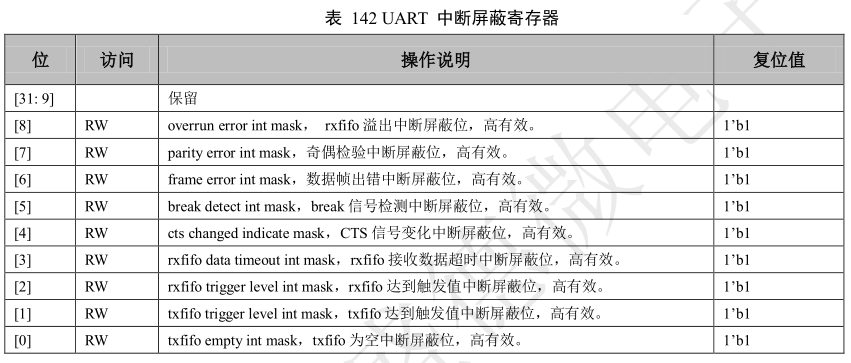 表 142 UART 中断屏蔽寄存器
位 访问 操作说明 复位值
[31: 9] 保留
[8] RW overrun error int mask， rxfifo 溢出中断屏蔽位，高有效。 1’b1
[7] RW parity error int mask，奇偶检验中断屏蔽位，高有效。 1’b1
[6] RW frame error int mask，数据帧出错中断屏蔽位，高有效。 1’b1
[5] RW break detect int mask，break 信号检测中断屏蔽位，高有效。 1’b1
[4] RW cts changed indicate mask，CTS 信号变化中断屏蔽位，高有效。 1’b1
[3] RW rxfifo data timeout int mask，rxfifo 接收数据超时中断屏蔽位，高有效。 1’b1
[2] RW rxfifo trigger level int mask，rxfifo 达到触发值中断屏蔽位，高有效。 1’b1
[1] RW txfifo trigger level int mask，txfifo 达到触发值中断屏蔽位，高有效。 1’b1
[0] RW txfifo empty int mask，txfifo 为空中断屏蔽位，高有效。 1’b1